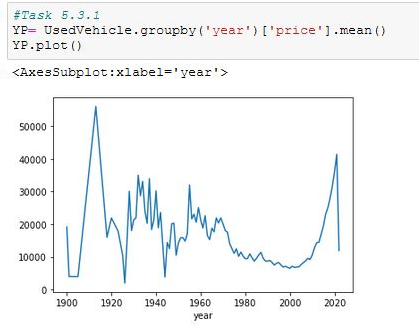 #Task 5.3.1
YP= UsedVehicle.groupby('year')['price'].mean()
YP.plot()
<AxesSubplot:xlabel='year'>
50000
40000
30000
20000
10000
0
1900 1920 1940 1960 1980 2000 2020
year